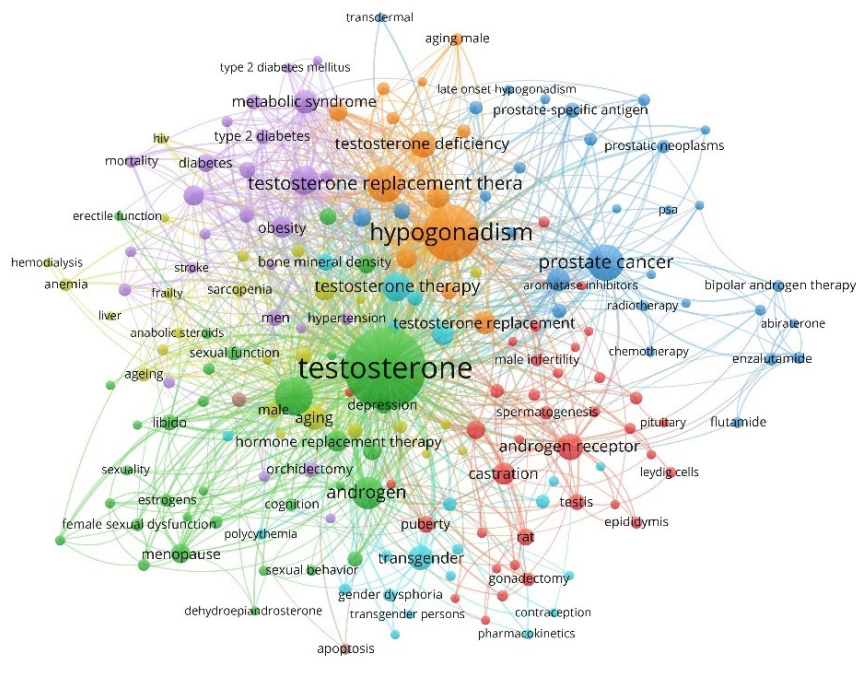 transdermal
aging male
type 2 diabetes mellitus
late onset hypogonadism
metabolic syndrome
prostate-specific antigen
hiv
type 2 diabetes
testosterone deficiency
prostatic neoplasms
mortality
diabetes
testosterone replacement thera
erectile function
psa
obesity
hypogonadism
hemodialysis
bone mineral density
prostate cancer
stroke
anemia
frailty
sarcopenia
testosterone therapy
aromatase inhibitors
bipolar androgen therapy
liver
men
hypertension
testosterone replacement
radiotherapy
abiraterone
anabolic steroids
sexual function
male infertility
chemotherapy
enzalutamide
ageing
testosterone
libido
male
aging
depression
spermatogenesis
pituitary
flutamide
hormone replacement therapy
androgen receptor
sexuality
orchidectomy
castration
leydig cells
estrogens
cognition
androgen
testis
female sexual dysfunction
polycythemia
puberty
epididymis
menopause
transgender
rat
sexual behavior
gonadectomy
gender dysphoria
dehydroepiandrosterone
transgender persons
contraception
pharmacokinetics
apoptosis